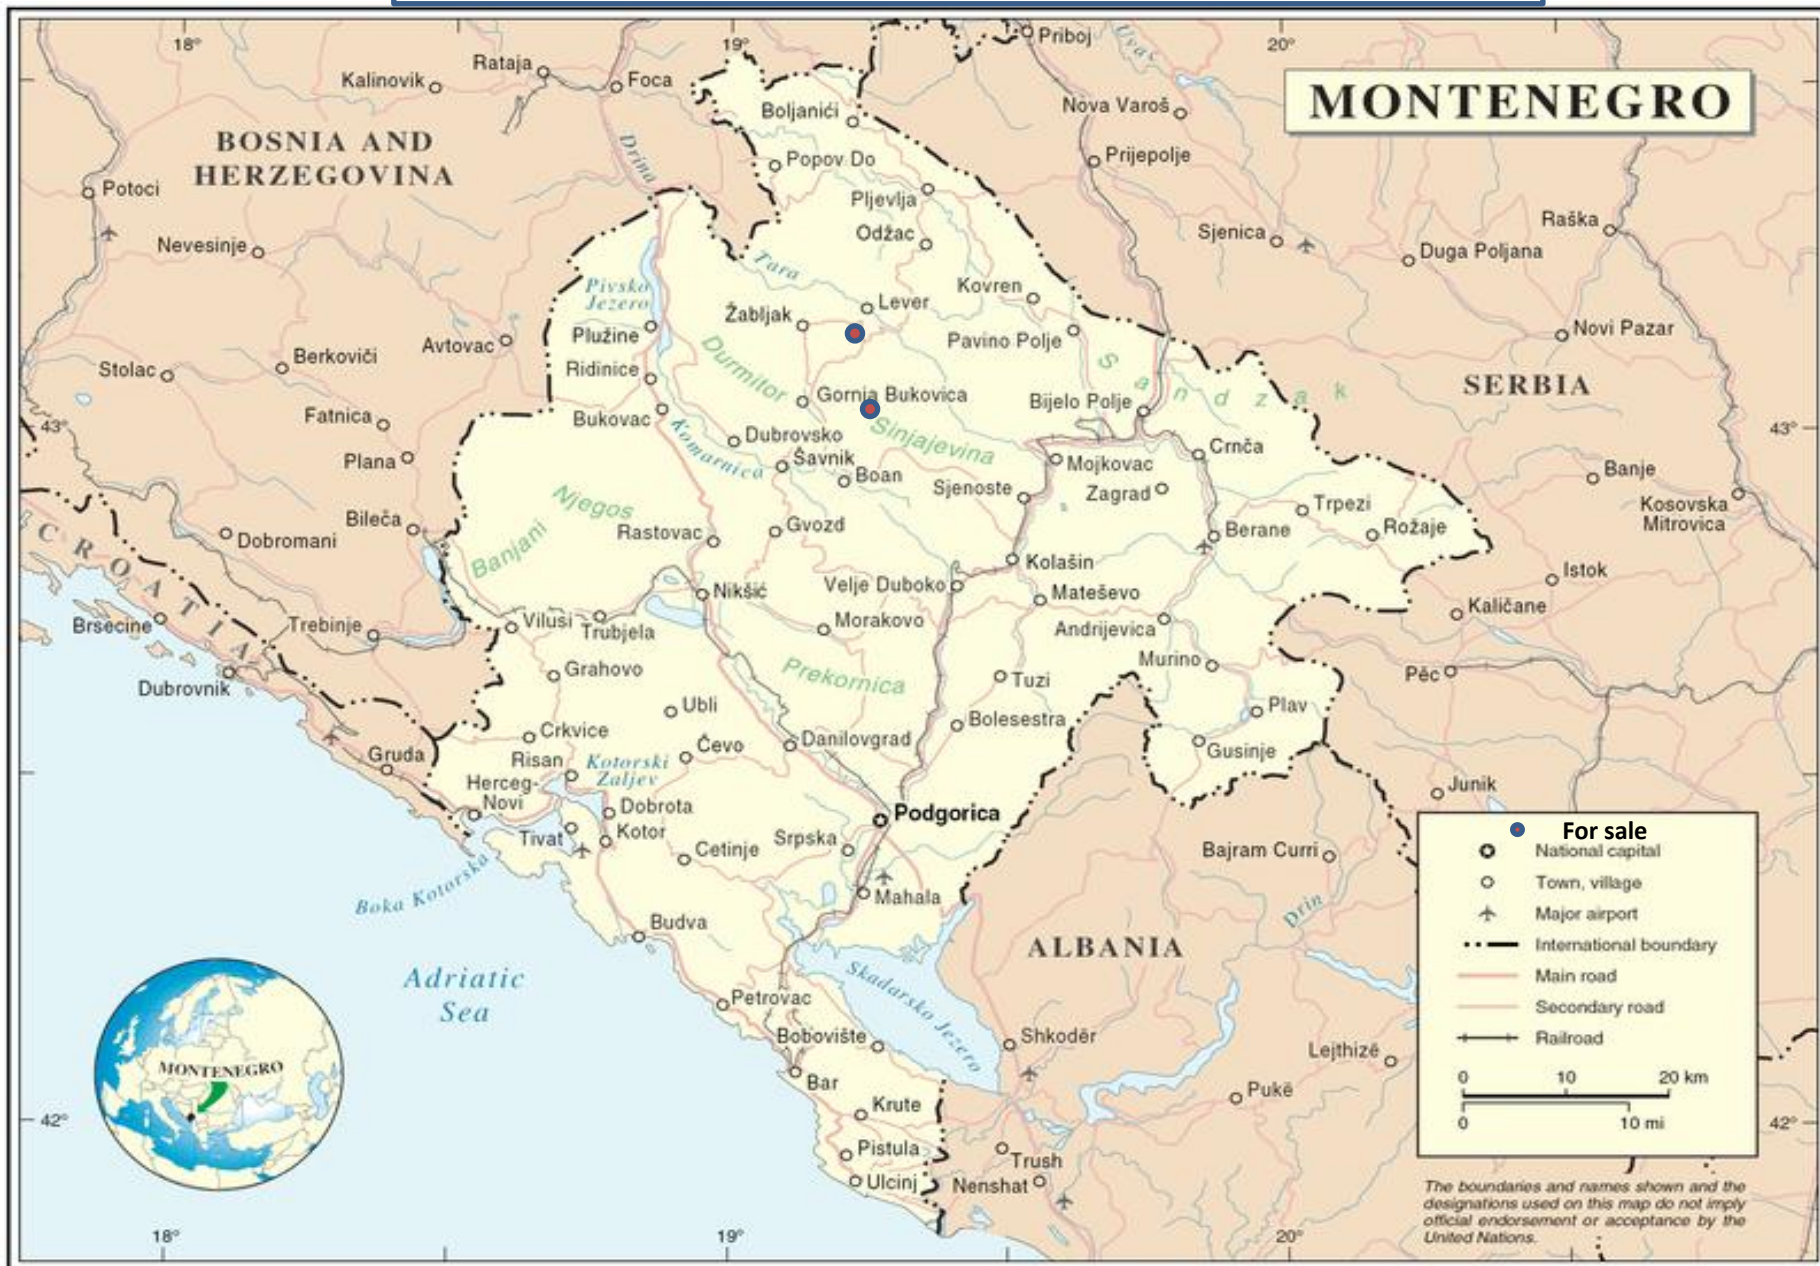 18°
19°
20°
Priboj
Uvac
Rataja
Kalinovik
Foca
MONTENEGRO
Nova Varoš
Boljanići
BOSNIA AND
HERZEGOVINA
Drina
Popov Do
Prijepolje
Potoci
Pljevlja
Raška
Nevesinje
Odžac
Sjenica
Duga Poljana
Tara
Pivsko
Jezero
Kovren
Lever
Žabljak
Plužine
Pavino Polje
Novi Pazar
Avtovac
Berkoviči
Stolac
Ridinice
Durmitor
Sandzak
SERBIA
Gornja Bukovica
Bijelo Polje
Fatnica
Bukovac
43°
43°
Komarnica
Dubrovsko
Sinjajevina
Crnča
Plana
Šavnik
Mojkovac
Banje
Boan
Sjenoste
Zagrad
Njegos
Trpezi
Kosovska
Mitrovica
Bileča
Gvozd
Rastovac
Berane
Rožaje
CROATIA
Dobromani
Banjani
Kolašin
Istok
Nikšić
Velje Duboko
Mateševo
Kaličane
Brsecine
Trebinje
Vilusi
Trubjela
Morakovo
Andrijevica
Murino
Grahovo
Prekornica
Tuzi
Pěc
Dubrovnik
Ubli
Plav
Bolesestra
Crkvice
Čevo
Danilovgrad
Gusinje
Gruda
Risan
Kotorski
Zaljev
Herceg-
Novi
Junik
Dobrota
Podgorica
Tivat
Kotor
Srpska
Cetinje
Bajram Curri
For sale
National capital
Town, village
Major airport
International boundary
Main road
Secondary road
Railroad
0 10 20 km
0 10 mi
Boka Kotorska
Mahala
Drin
Budva
ALBANIA
Adriatic
Sea
Skadarsko Jezero
Petrovac
Bobovište
Shkodër
Lejthizë
MONTENEGRO
Bar
Pukë
Krute
42°
42°
Pistula
Trush
Ulcinj
Nenshat
The boundaries and names shown and the
designations used on this map do not imply
official endorsement or acceptance by the
United Nations.
18°
19°
20°